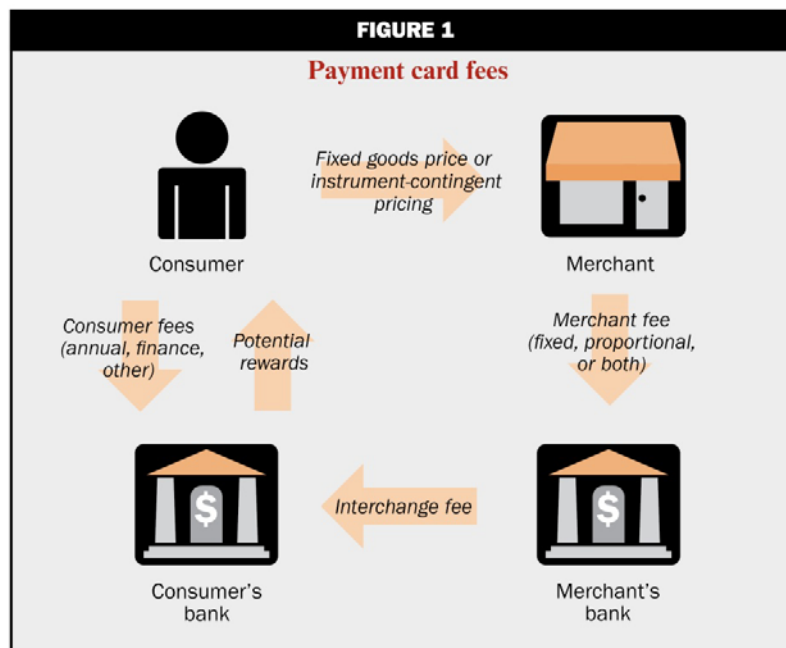 FIGURE 1
Payment card fees
Fixed goods price or
instrument-contingent
pricing
Consumer
Merchant
Consumer fees
(annual, finance,
other)
Potential
rewards
Merchant fee
(fixed, proportional,
or both)
$
Interchange fee
$
Consumer's
bank
Merchant's
bank